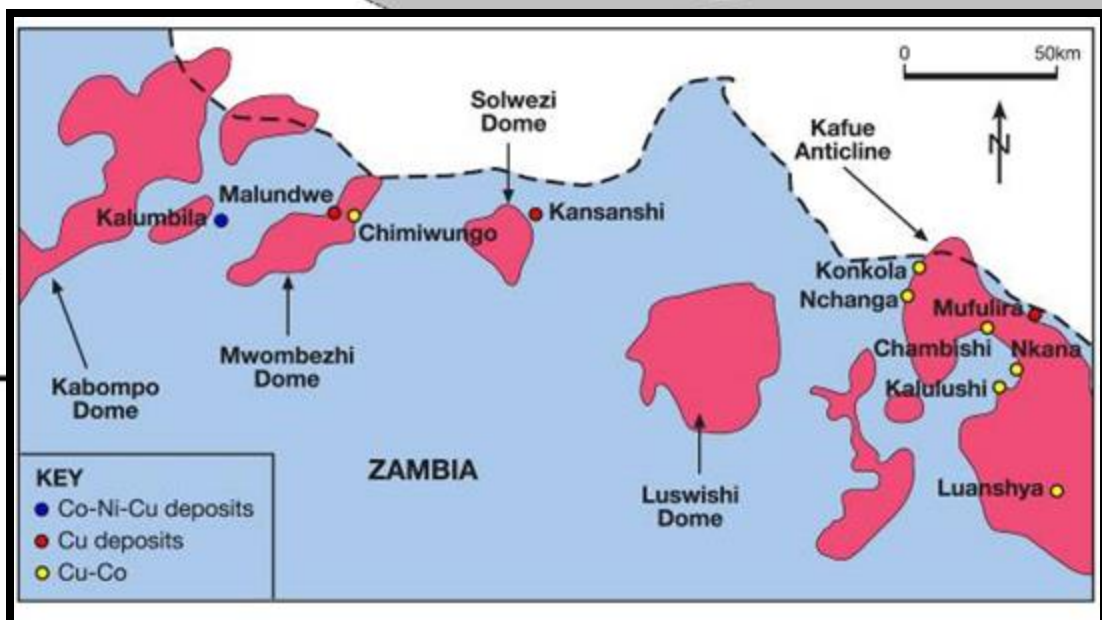 0 50km
N
Solwezi
Dome
Kafue
Anticline
Malundwe
Kalumbila
Chimiwungo
Kansanshi
Konkola
Nchanga
Mufulira
Chambishi Nkana
Kalulushi
Mwombezhi
Dome
Kabompo
Dome
ZAMBIA
Luswishi
Dome
Luanshya
KEY
Co-Ni-Cu deposits
Cu deposits
Cu-Co